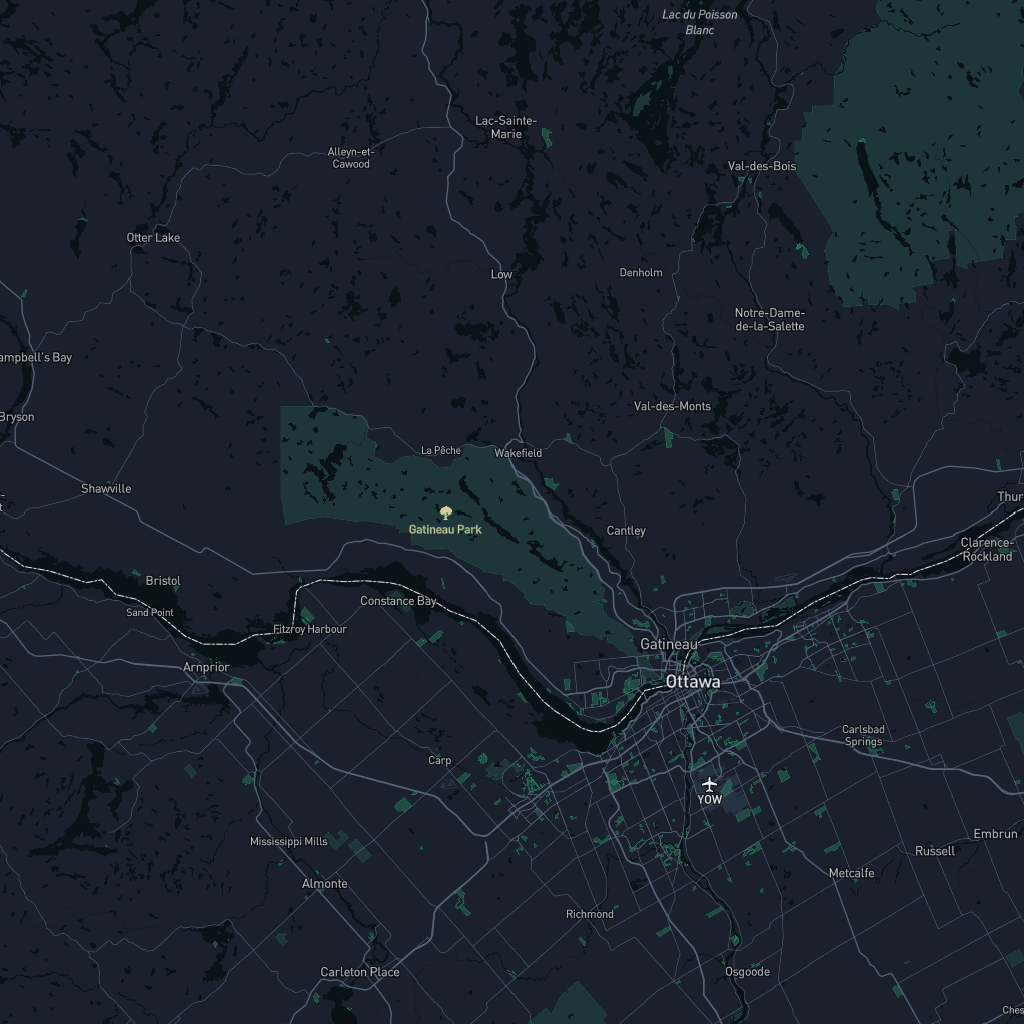 Lac du Poisson
Blanc
Lac-Sainte-
Marie
Alleyn-et-
Cawood
Val-des-Bois
Otter Lake
Low
Denholm
Notre-Dame-
de-la-Salette
ampbell's Bay
Val-des-Monts
Bryson
La Pêche
Wakefield
Shawville
Thur
t
Gatineau Park
Cantley
Clarence-
Rockland
Bristol
Constance Bay
Sand Point
Fitzroy Harbour
Gatineau
Arnprior
Ottawa
Carlsbad
Springs
Carp
YOW
Mississippi Mills
Embrun
Russell
Metcalfe
Almonte
Richmond
Carleton Place
Osgoode
Ches